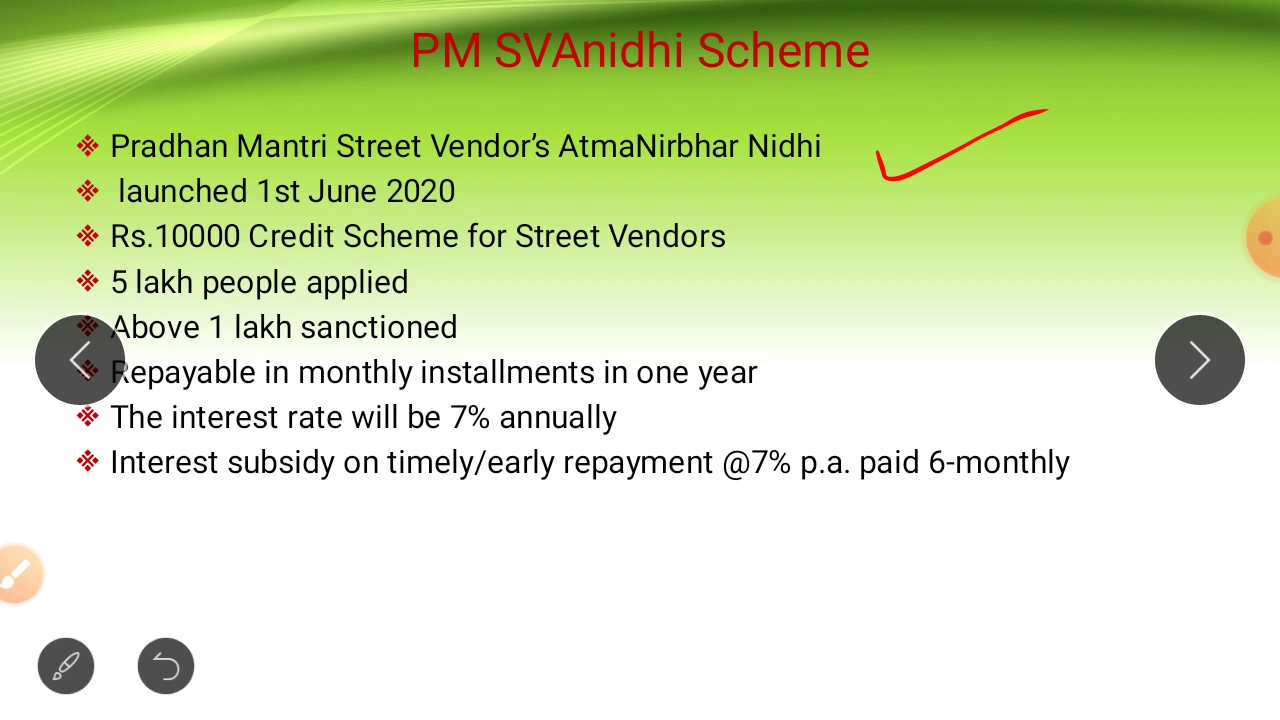 PM SVAnidhi Scheme
Pradhan Mantri Street Vendor’s AtmaNirbhar Nidhi
launched 1st June 2020
Rs.10000 Credit Scheme for Street Vendors
5 lakh people applied
Above 1 lakh sanctioned
Repayable in monthly installments in one year
The interest rate will be 7% annually
Interest subsidy on timely/early repayment @7% p.a. paid 6-monthly